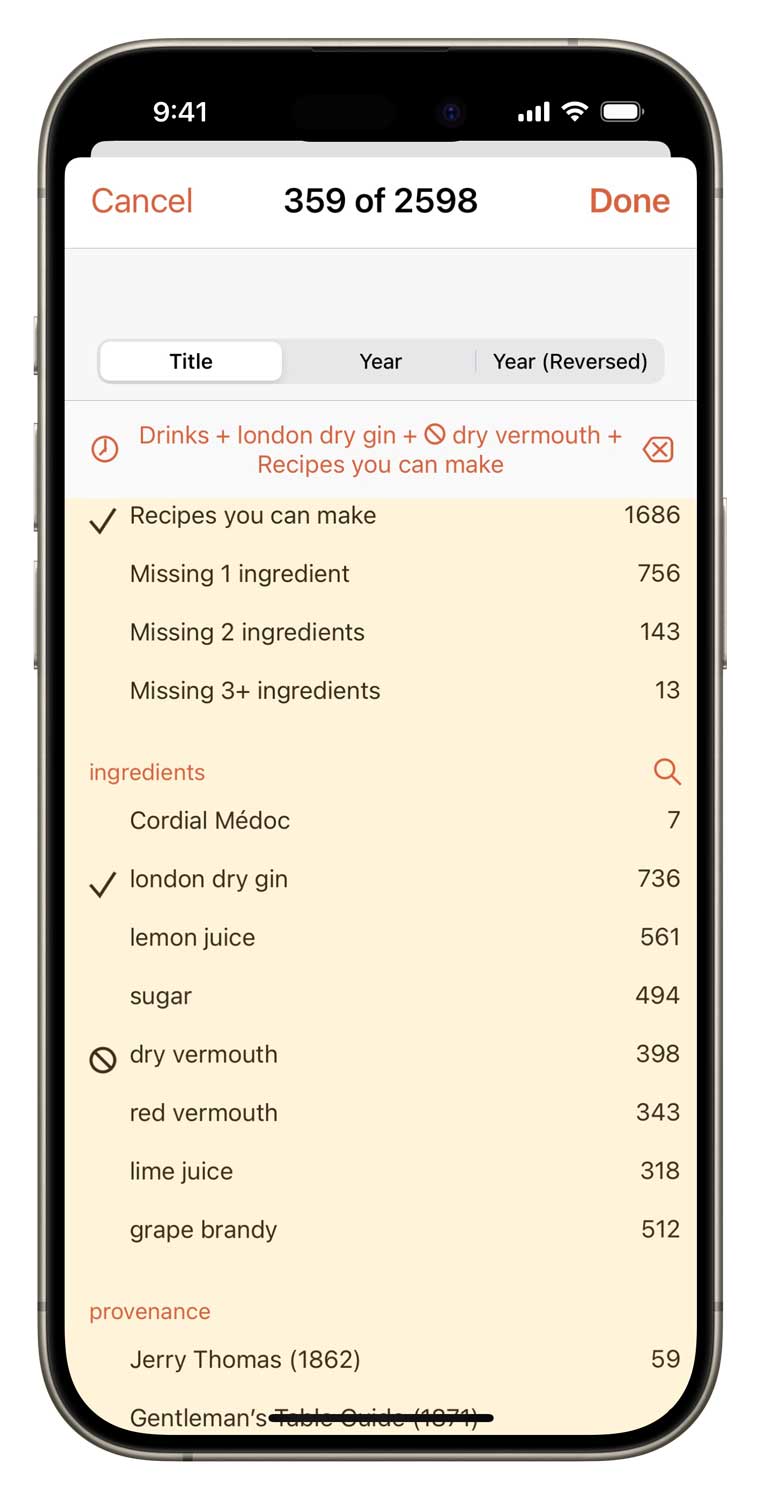 9:41
Cancel 359 of 2598 Done
Title Year Year (Reversed)
Drinks + london dry gin + 🚫 dry vermouth +
Recipes you can make
Recipes you can make 1686
Missing 1 ingredient 756
Missing 2 ingredients 143
Missing 3+ ingredients 13
ingredients
Cordial Médoc 7
london dry gin 736
lemon juice 561
sugar 494
dry vermouth 398
red vermouth 343
lime juice 318
grape brandy 512
provenance
Jerry Thomas (1862) 59
Gentleman’s Table Guide (1871)